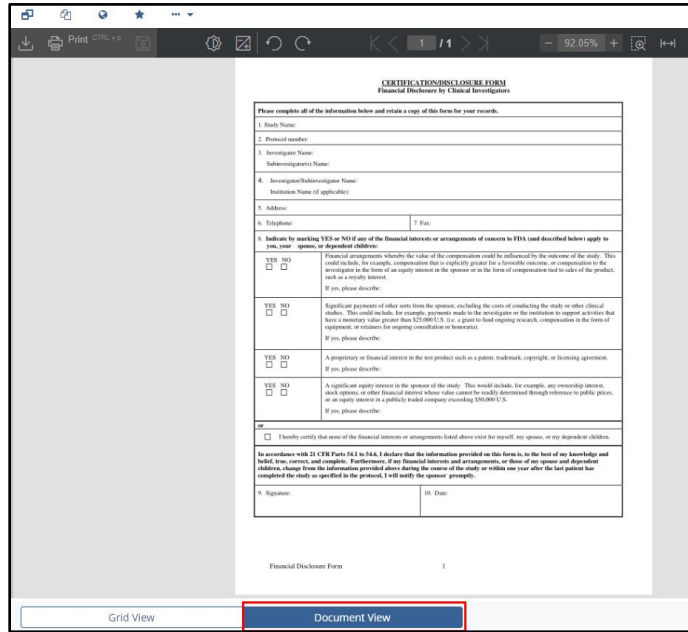 Print CTRL + p
1 / 1
92.05%
CERTIFICATION/DISCLOSURE FORM
Financial Disclosure by Clinical Investigators
Please complete all of the information below and retain a copy of this form for your records.
1. Study Name:
2. Protocol number:
3. Investigator Name:
Subinvestigator(s) Name:
4. Investigator/Subinvestigator Name:
Institution Name (if applicable):
5. Address:
6. Telephone:
7. Fax:
8. Indicate by marking YES or NO if any of the financial interests or arrangements of concern to FDA (and described below) apply to
you, your spouse, or dependent children:
YES NO
Financial arrangements whereby the value of the compensation could be influenced by the outcome of the study. This
could include, for example, compensation that is explicitly greater for a favorable outcome, or compensation to the
investigator in the form of an equity interest in the sponsor or in the form of compensation tied to sales of the product,
such as a royalty interest.
If yes, please describe:
YES NO
Significant payments of other sorts from the sponsor, excluding the costs of conducting the study or other clinical
studies. This could include, for example, payments made to the investigator or the institution to support activities that
have a monetary value greater than $25,000 U.S. (i.e. a grant to fund ongoing research, compensation in the form of
equipment, or retainers for ongoing consultation or honoraria).
If yes, please describe:
YES NO
A proprietary or financial interest in the test product such as a patent, trademark, copyright, or licensing agreement.
If yes, please describe:
YES NO
A significant equity interest in the sponsor of the study. This would include, for example, any ownership interest,
stock options, or other financial interest whose value cannot be readily determined through reference to public prices,
or an equity interest in a publicly traded company exceeding $50,000 U.S.
If yes, please describe:
or
I hereby certify that none of the financial interests or arrangements listed above exist for myself, my spouse, or my dependent children.
In accordance with 21 CFR Parts 54.1 to 54.6, I declare that the information provided on this form is, to the best of my knowledge and
belief, true, correct, and complete. Furthermore, if my financial interests and arrangements, or those of my spouse and dependent
children, change from the information provided above during the course of the study or within one year after the last patient has
completed the study as specified in the protocol, I will notify the sponsor promptly.
9. Signature:
10. Date:
Financial Disclosure Form
1
Grid View
Document View